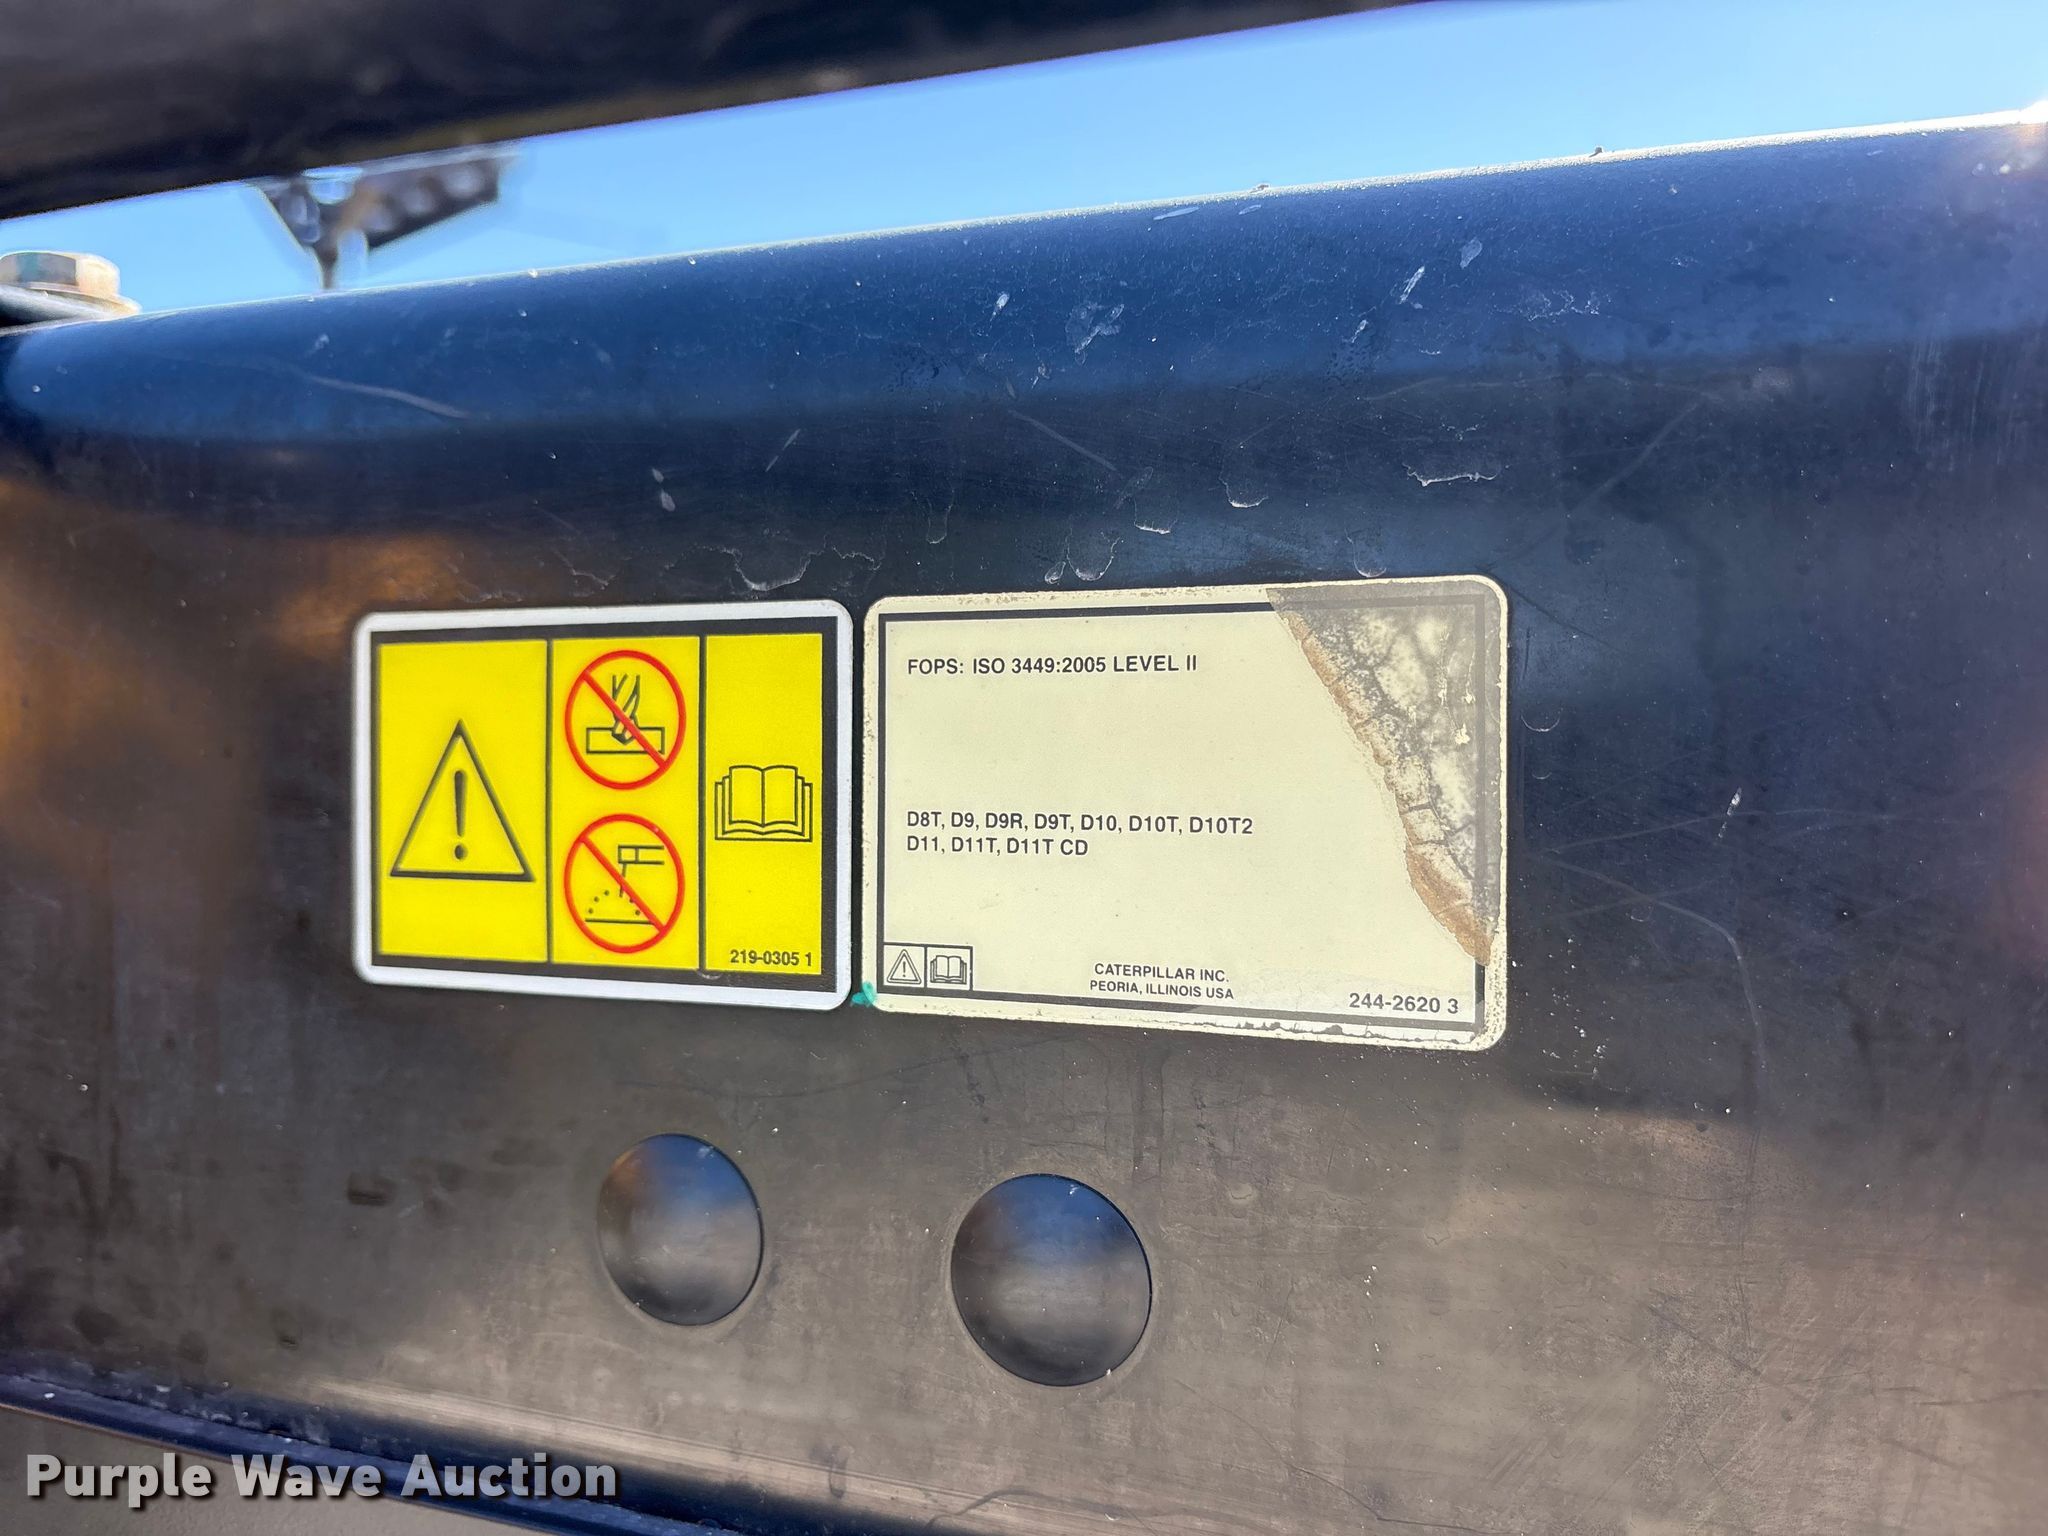 219-0305 1
FOPS: ISO 3449:2005 LEVEL II
D8T, D9, D9R, D9T, D10, D10T, D10T2
D11, D11T, D11T CD
CATERPILLAR INC.
PEORIA, ILLINOIS USA
244-2620 3
Purple Wave Auction